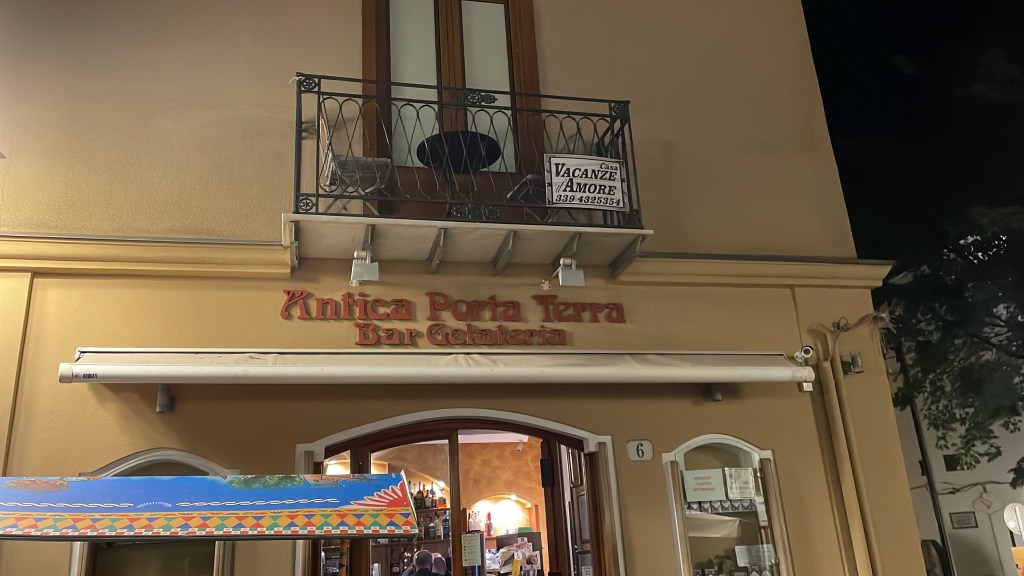 Casa
VACANZE
d'AMORE
339 4325354
Antica Porta Terra
Bar Gelateria
6